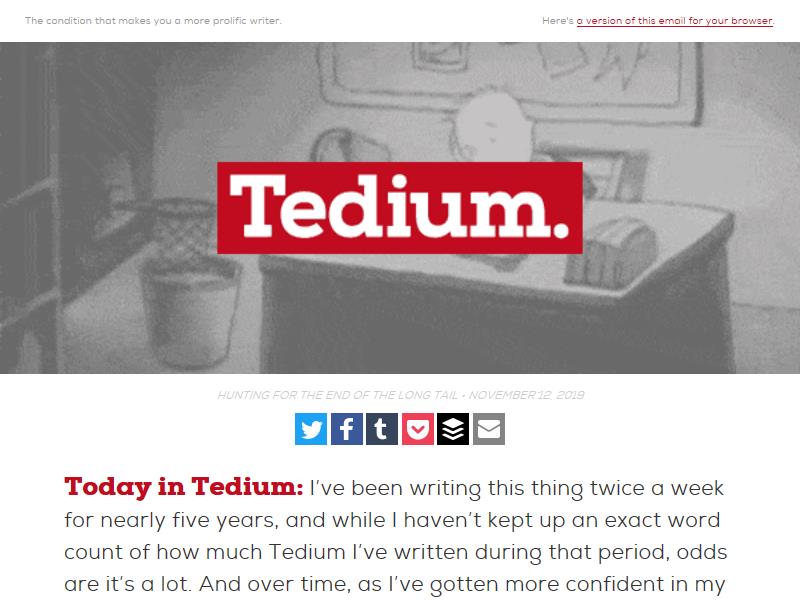 The condition that makes you a more prolific writer.
Here's a version of this email for your browser.
Tedium.
HUNTING FOR THE END OF THE LONG TAIL • NOVEMBER 12, 2019
Today in Tedium: I've been writing this thing twice a week
for nearly five years, and while I haven't kept up an exact word
count of how much Tedium I've written during that period, odds
are it's a lot. And over time, as I've gotten more confident in my